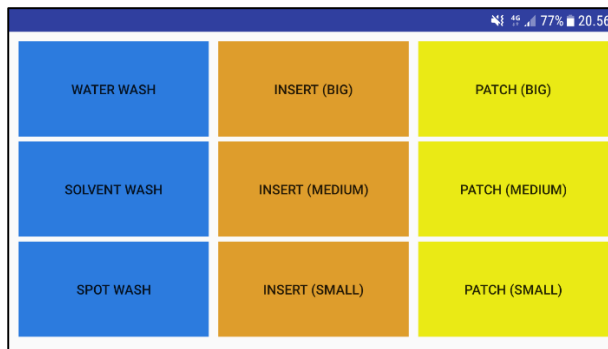 4G 77% 20.56
WATER WASH INSERT (BIG) PATCH (BIG)
SOLVENT WASH INSERT (MEDIUM) PATCH (MEDIUM)
SPOT WASH INSERT (SMALL) PATCH (SMALL)